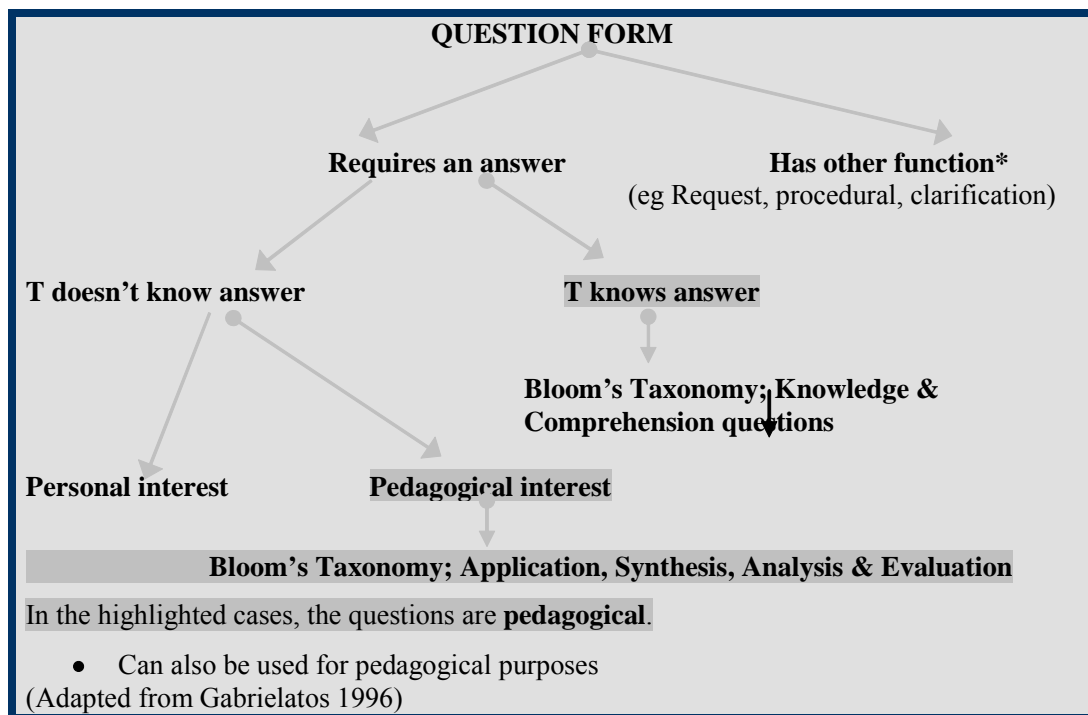 QUESTION FORM
Requires an answer
Has other function*
(eg Request, procedural, clarification)
T doesn't know answer
T knows answer
Bloom's Taxonomy; Knowledge &
Comprehension questions
Personal interest
Pedagogical interest
Bloom's Taxonomy; Application, Synthesis, Analysis & Evaluation
In the highlighted cases, the questions are pedagogical.
• Can also be used for pedagogical purposes
(Adapted from Gabrielatos 1996)